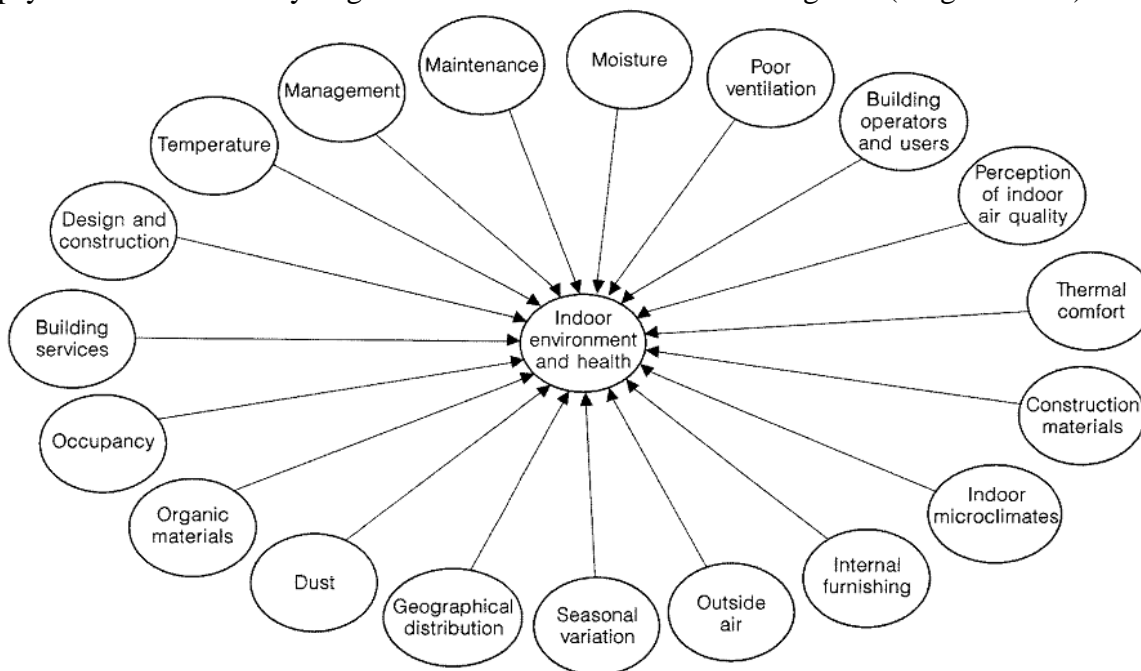 Maintenance
Moisture
Poor
ventilation
Management
Building
operators
and users
Temperature
Perception
of indoor
air quality
Design and
construction
Thermal
comfort
Building
services
Indoor
environment
and health
Construction
materials
Occupancy
Indoor
microclimates
Organic
materials
Internal
furnishing
Dust
Geographical
distribution
Seasonal
variation
Outside
air